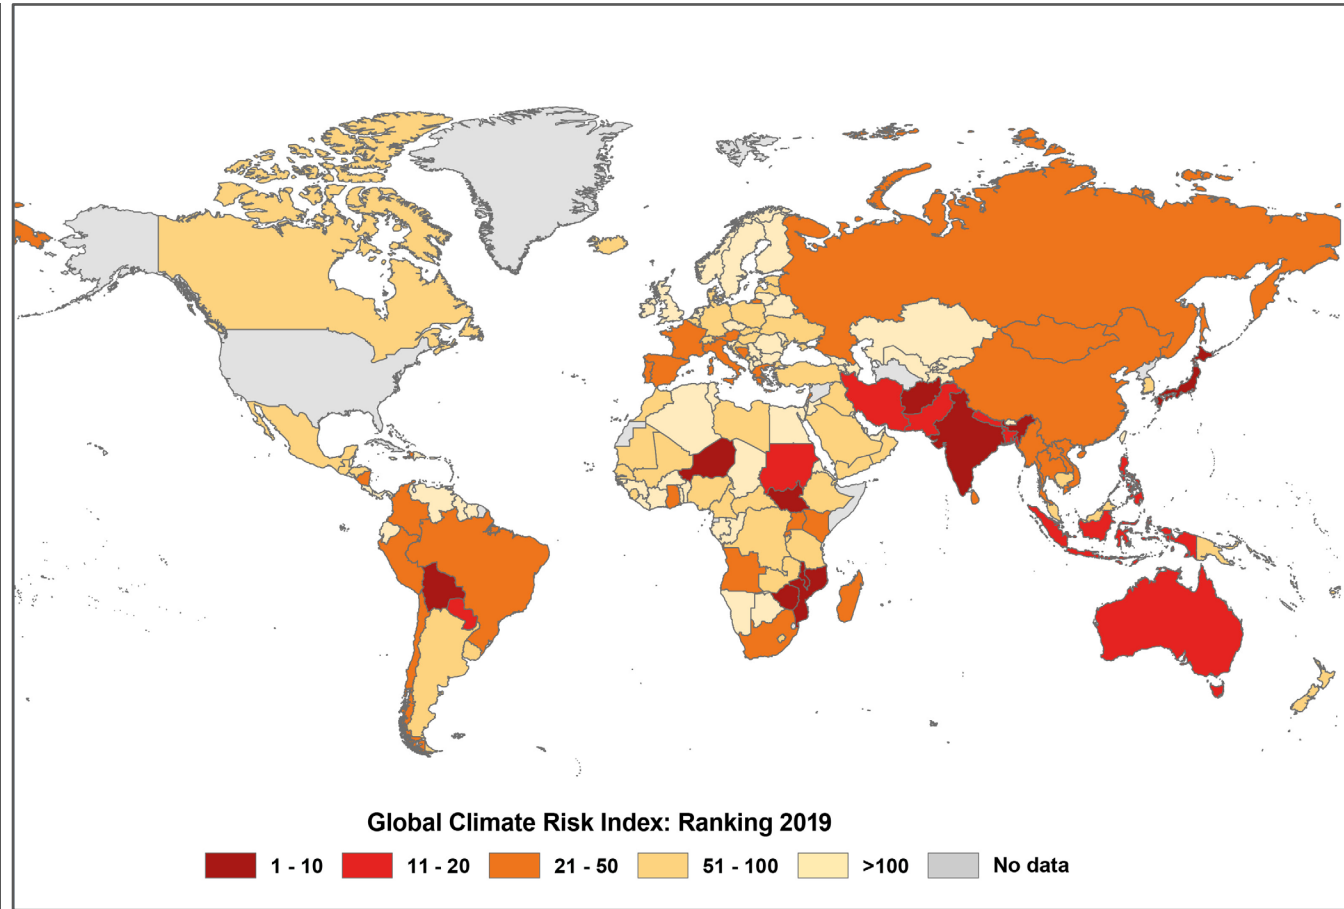 Global Climate Risk Index: Ranking 2019
1 - 10 11 - 20 21 - 50 51 - 100 >100 No data